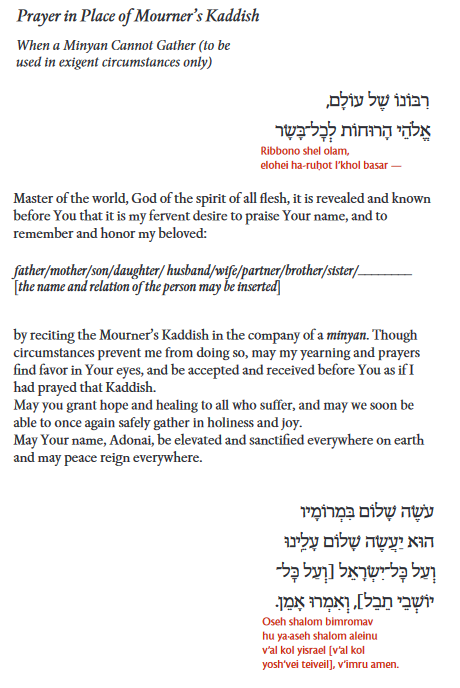 Prayer in Place of Mourner's Kaddish
When a Minyan Cannot Gather (to be
used in exigent circumstances only)
רִבּוֹנוֹ שֶׁל עוֹלָם,
אֱלֹהֵי הָרוּחוֹת לְכׇל־בָּשָׂר
Ribbono shel olam,
elohei ha-ruḥot l'khol basar —
Master of the world, God of the spirit of all flesh, it is revealed and known
before You that it is my fervent desire to praise Your name, and to
remember and honor my beloved:
father/mother/son/daughter/ husband/wife/partner/brother/sister/________
[the name and relation of the person may be inserted]
by reciting the Mourner's Kaddish in the company of a minyan. Though
circumstances prevent me from doing so, may my yearning and prayers
find favor in Your eyes, and be accepted and received before You as if I
had prayed that Kaddish.
May you grant hope and healing to all who suffer, and may we soon be
able to once again safely gather in holiness and joy.
May Your name, Adonai, be elevated and sanctified everywhere on earth
and may peace reign everywhere.
עֹשֶׂה שָׁלוֹם בִּמְרוֹמָיו
הוּא יַעֲשֶׂה שָׁלוֹם עָלֵֽינוּ
וְעַל כׇּל־יִשְׂרָאֵל [וְעַל כׇּל־
יוֹשְׁבֵי תֵבֵל], וְאִמְרוּ אָמֵן.
Oseh shalom bimromav
hu ya·aseh shalom aleinu
v'al kol yisrael [v'al kol
yosh'vei teiveil], v'imru amen.